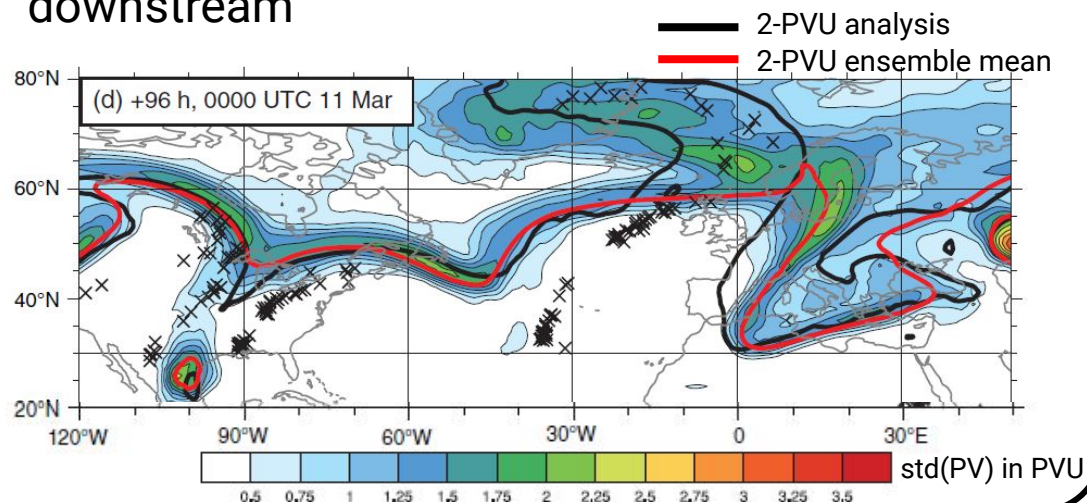 downstream
2-PVU analysis
2-PVU ensemble mean
80°N
(d) +96 h, 0000 UTC 11 Mar
60°N
40°N
20°N
120°W 90°W 60°W 30°W 0 30°E
std(PV) in PVU
0.5 0.75 1 1.25 1.5 1.75 2 2.25 2.5 2.75 3 3.25 3.5